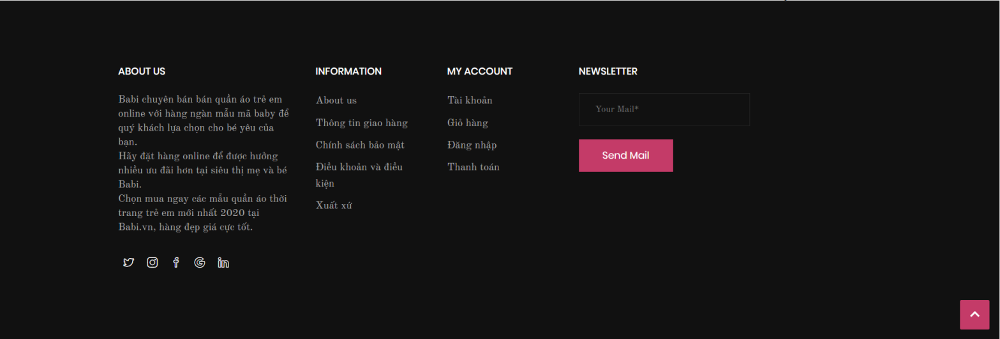 ABOUT US
Babi chuyên bán bán quần áo trẻ em
online với hàng ngàn mẫu mã baby để
quý khách lựa chọn cho bé yêu của
bạn.
Hãy đặt hàng online để được hưởng
nhiều ưu đãi hơn tại siêu thị mẹ và bé
Babi.
Chọn mua ngay các mẫu quần áo thời
trang trẻ em mới nhất 2020 tại
Babi.vn, hàng đẹp giá cực tốt.
INFORMATION
About us
Thông tin giao hàng
Chính sách bảo mật
Điều khoản và điều
kiện
Xuất xứ
MY ACCOUNT
Tài khoản
Giỏ hàng
Đăng nhập
Thanh toán
NEWSLETTER
Your Mail*
Send Mail